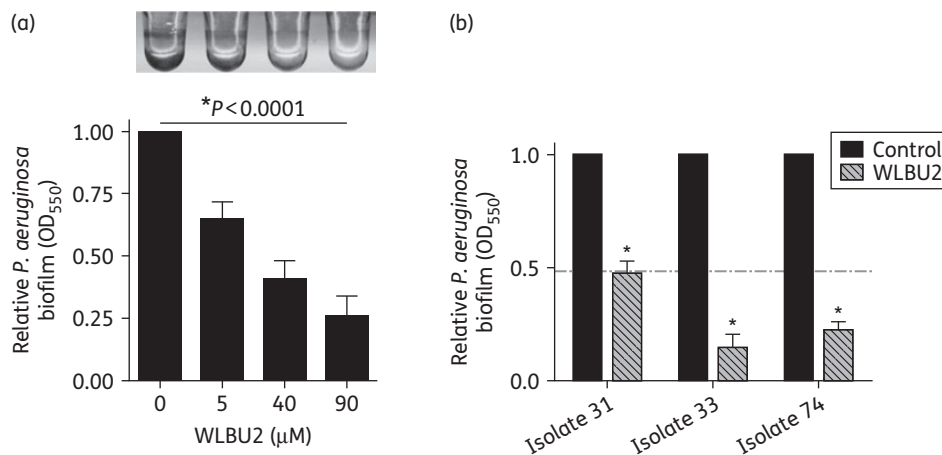 (a)
*P<0.0001
1.00
0.75
0.50
0.25
0.00
Relative P. aeruginosa
biofilm (OD550)
0 5 40 90
WLBU2 (μM)
(b)
Control
WLBU2
1.0
0.5
0.0
Relative P. aeruginosa
biofilm (OD550)
* * *
Isolate 31 Isolate 33 Isolate 74